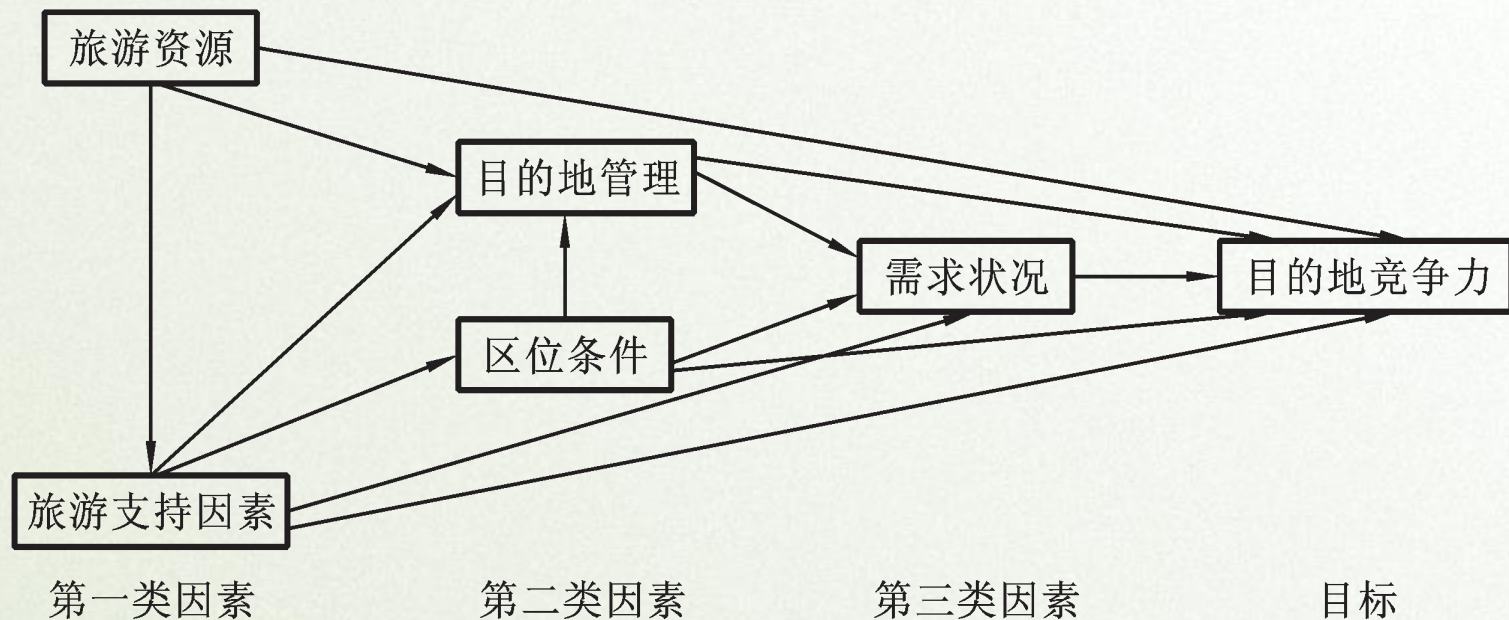 旅游资源
目的地管理
需求状况
目的地竞争力
区位条件
旅游支持因素
第一类因素
第二类因素
第三类因素
目标